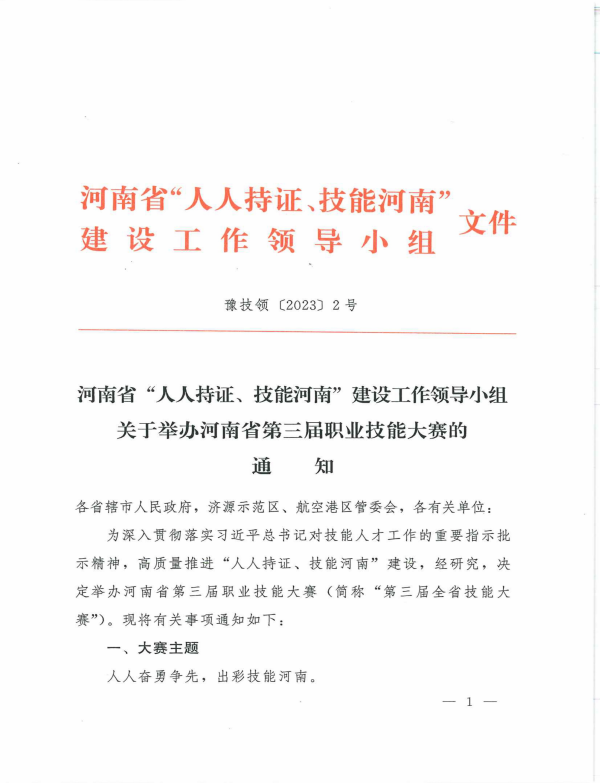 河南省“人人持证、技能河南”
建设工作领导小组
文件
豫技领〔2023〕2号
河南省“人人持证、技能河南”建设工作领导小组
关于举办河南省第三届职业技能大赛的
通 知
各省辖市人民政府，济源示范区、航空港区管委会，各有关单位：
为深入贯彻落实习近平总书记对技能人才工作的重要指示批
示精神，高质量推进“人人持证、技能河南”建设，经研究，决
定举办河南省第三届职业技能大赛（简称“第三届全省技能大
赛”）。现将有关事项通知如下：
一、大赛主题
人人奋勇争先，出彩技能河南。
— 1 —